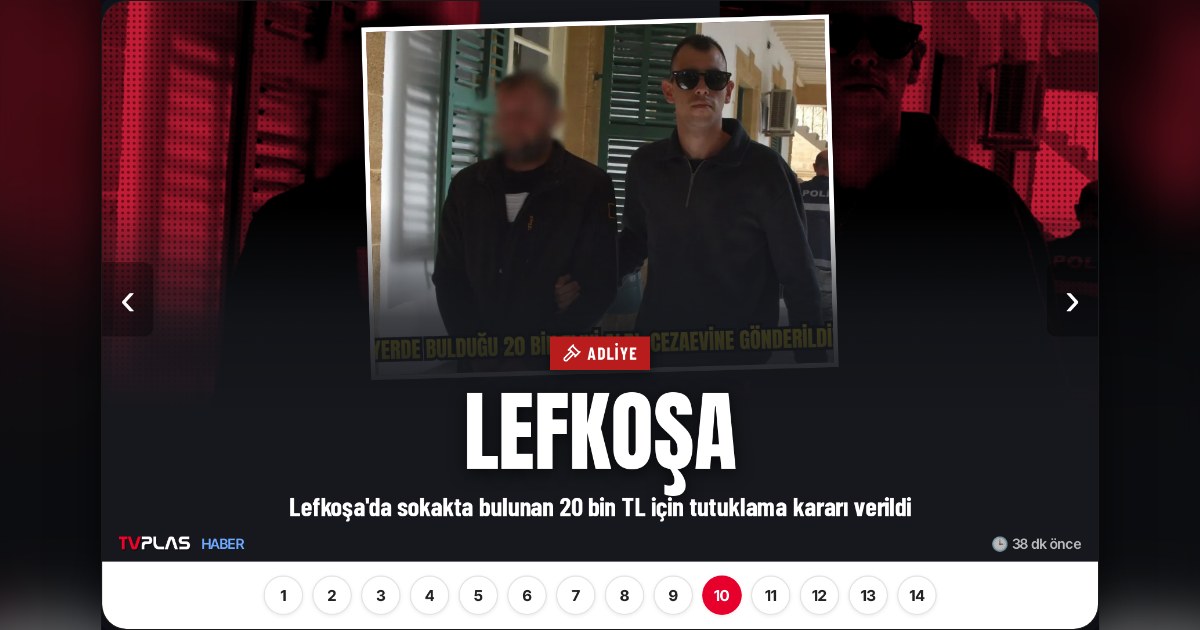 POLİ
YERDE BULDUĞU 20 Bİ
CEZAEVİNE GÖNDERİLDİ
ADLİYE
LEFKOŞA
Lefkoşa'da sokakta bulunan 20 bin TL için tutuklama kararı verildi
TVPLAS HABER
38 dk önce
1 2 3 4 5 6 7 8 9 10 11 12 13 14